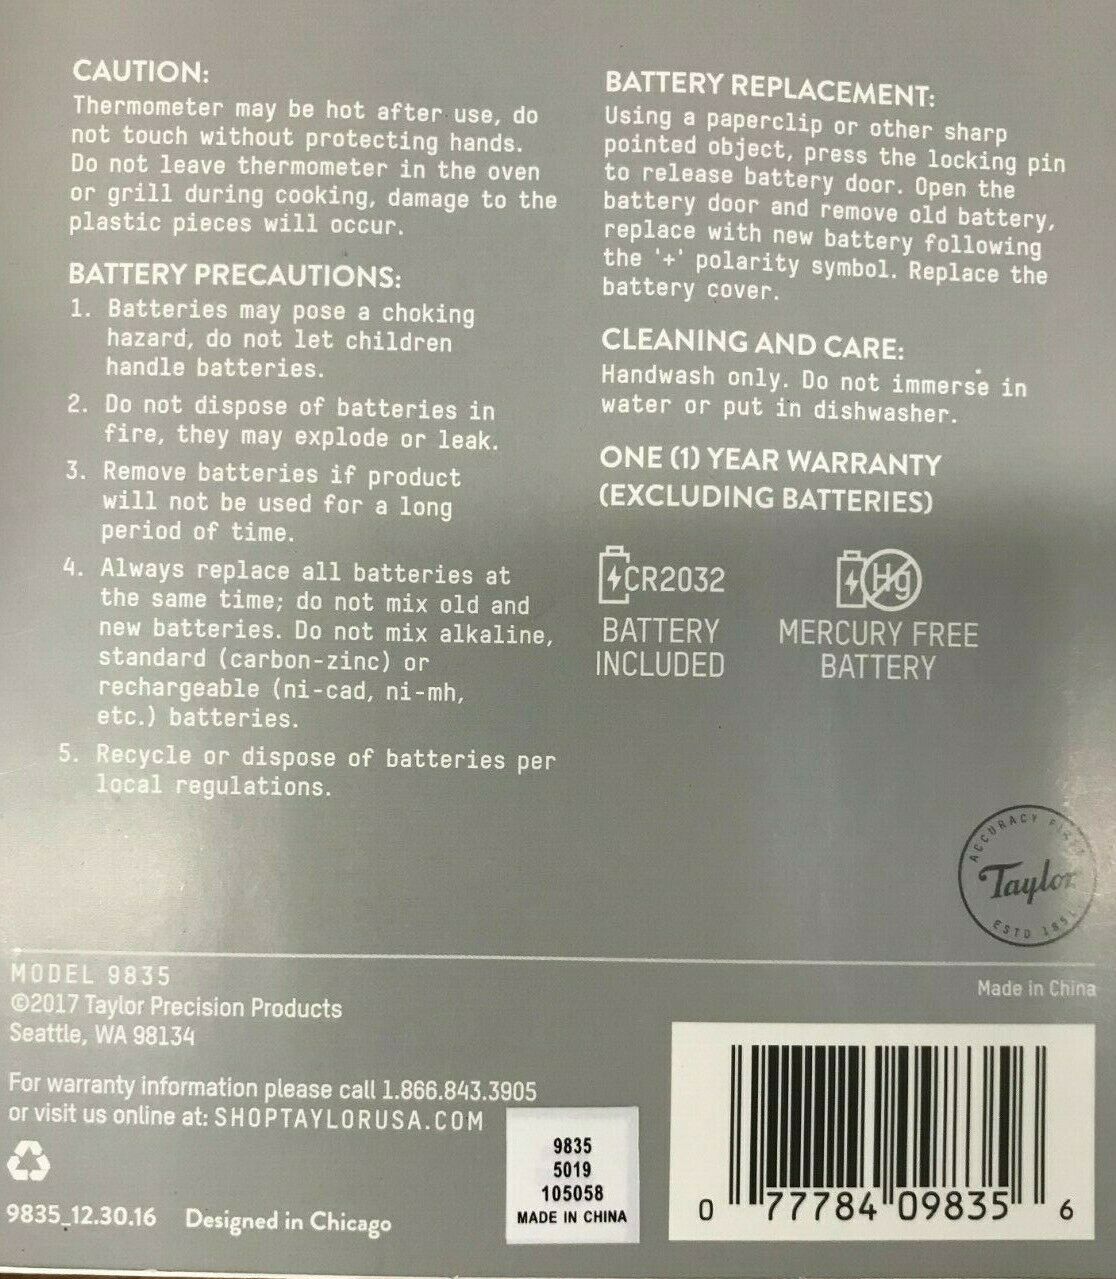 CAUTION:
Thermometer may be hot after use, do
not touch without protecting hands.
Do not leave thermometer in the oven
or grill during cooking, damage to the
plastic pieces will occur.
BATTERY PRECAUTIONS:
1. Batteries may pose a choking
hazard, do not let children
handle batteries.
2. Do not dispose of batteries in
fire, they may explode or leak.
3. Remove batteries if product
will not be used for a long
period of time.
4. Always replace all batteries at
the same time; do not mix old and
new batteries. Do not mix alkaline,
standard (carbon-zinc) or
rechargeable (ni-cad, ni-mh,
etc.) batteries.
5. Recycle or dispose of batteries per
local regulations.
BATTERY REPLACEMENT:
Using a paperclip or other sharp
pointed object, press the locking pin
to release battery door. Open the
battery door and remove old battery,
replace with new battery following
the '+' polarity symbol. Replace the
battery cover.
CLEANING AND CARE:
Handwash only. Do not immerse in
water or put in dishwasher.
ONE (1) YEAR WARRANTY
(EXCLUDING BATTERIES)
CR2032
BATTERY
INCLUDED
Hg
MERCURY FREE
BATTERY
ACCURACY FIRST
Taylor
ESTD 1851
MODEL 9835
©2017 Taylor Precision Products
Seattle, WA 98134
Made in China
For warranty information please call 1.866.843.3905
or visit us online at: SHOPTAYLORUSA.COM
9835_12.30.16 Designed in Chicago
9835
5019
105058
MADE IN CHINA
0 77784 09835 6